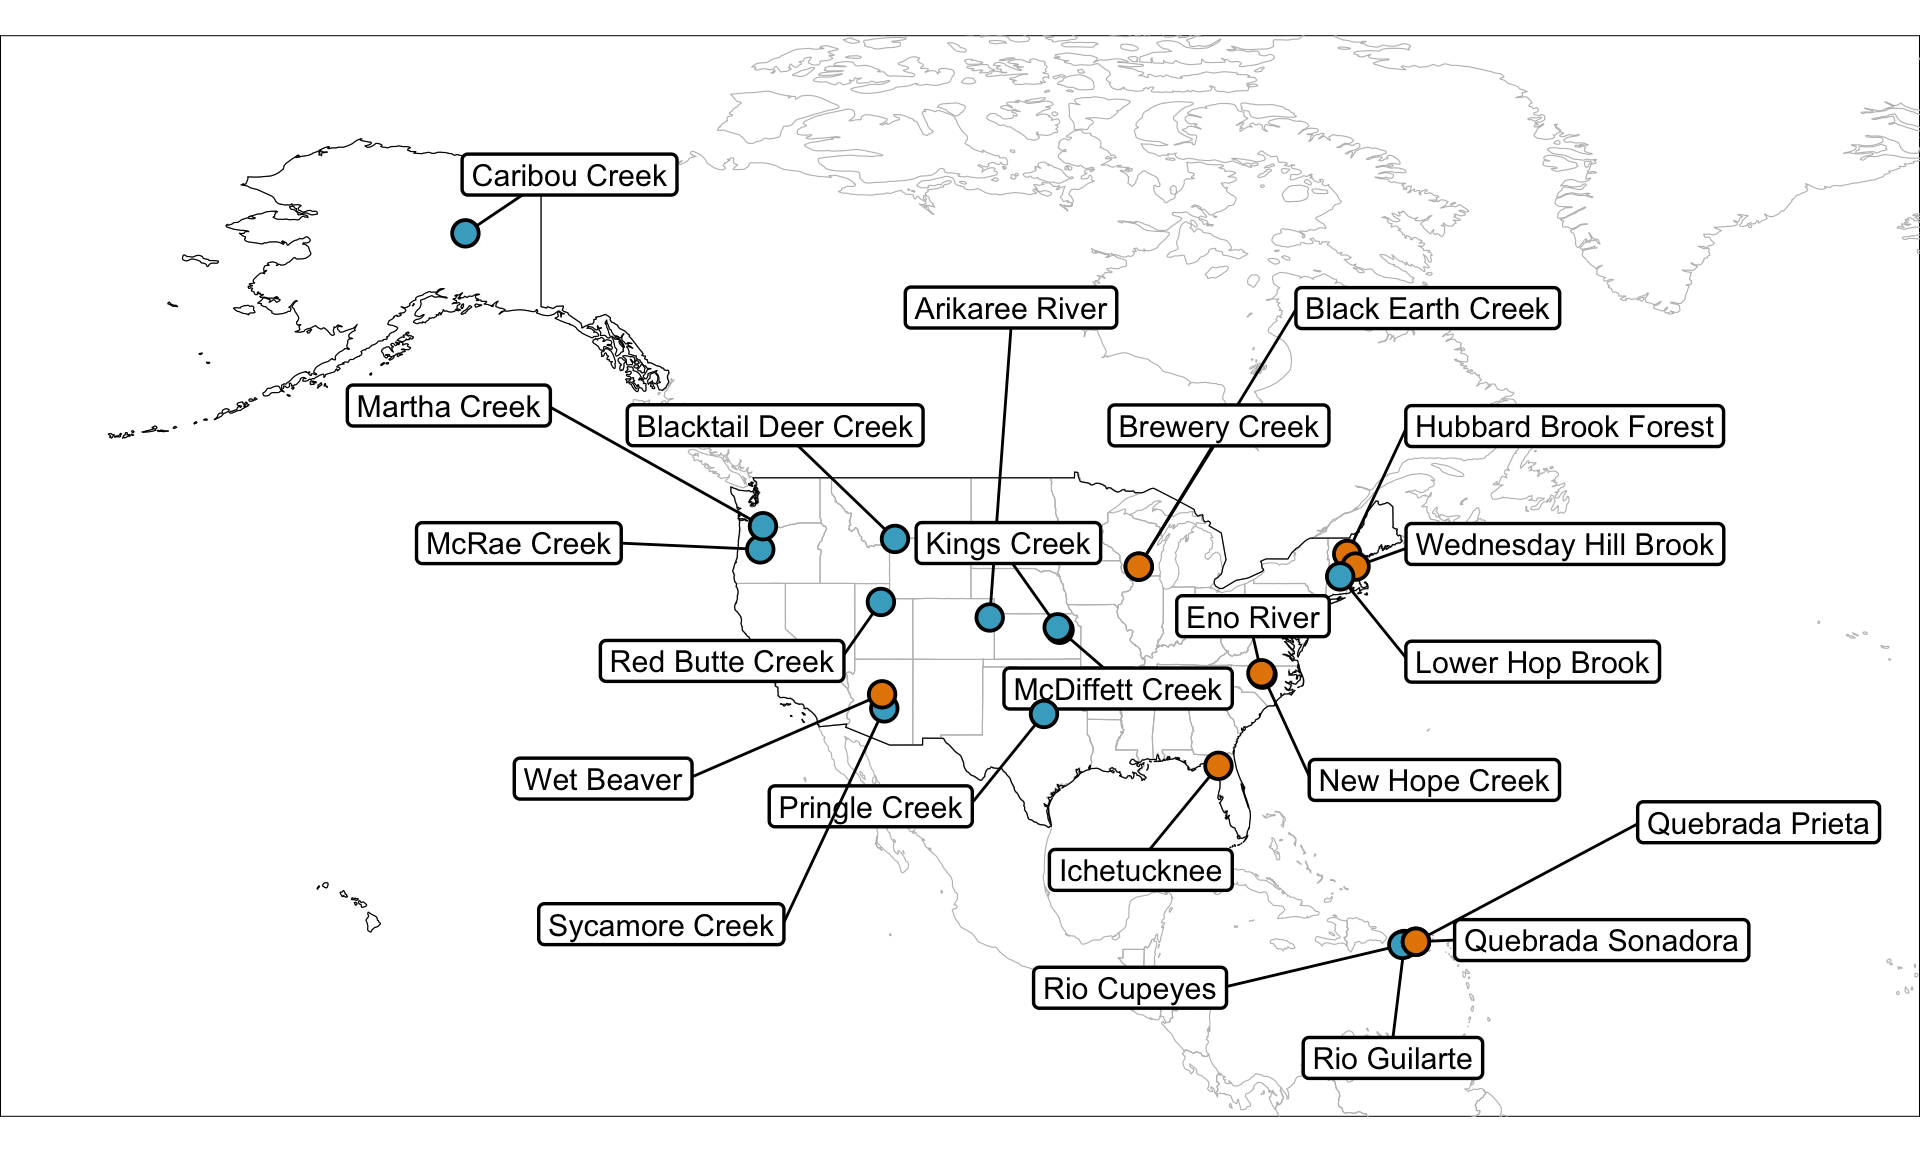 Caribou Creek
Arikaree River
Black Earth Creek
Martha Creek
Blacktail Deer Creek
Brewery Creek
Hubbard Brook Forest
McRae Creek
Kings Creek
Wednesday Hill Brook
Eno River
Red Butte Creek
Lower Hop Brook
McDiffett Creek
Wet Beaver
New Hope Creek
Pringle Creek
Quebrada Prieta
Ichetucknee
Sycamore Creek
Quebrada Sonadora
Rio Cupeyes
Rio Guilarte